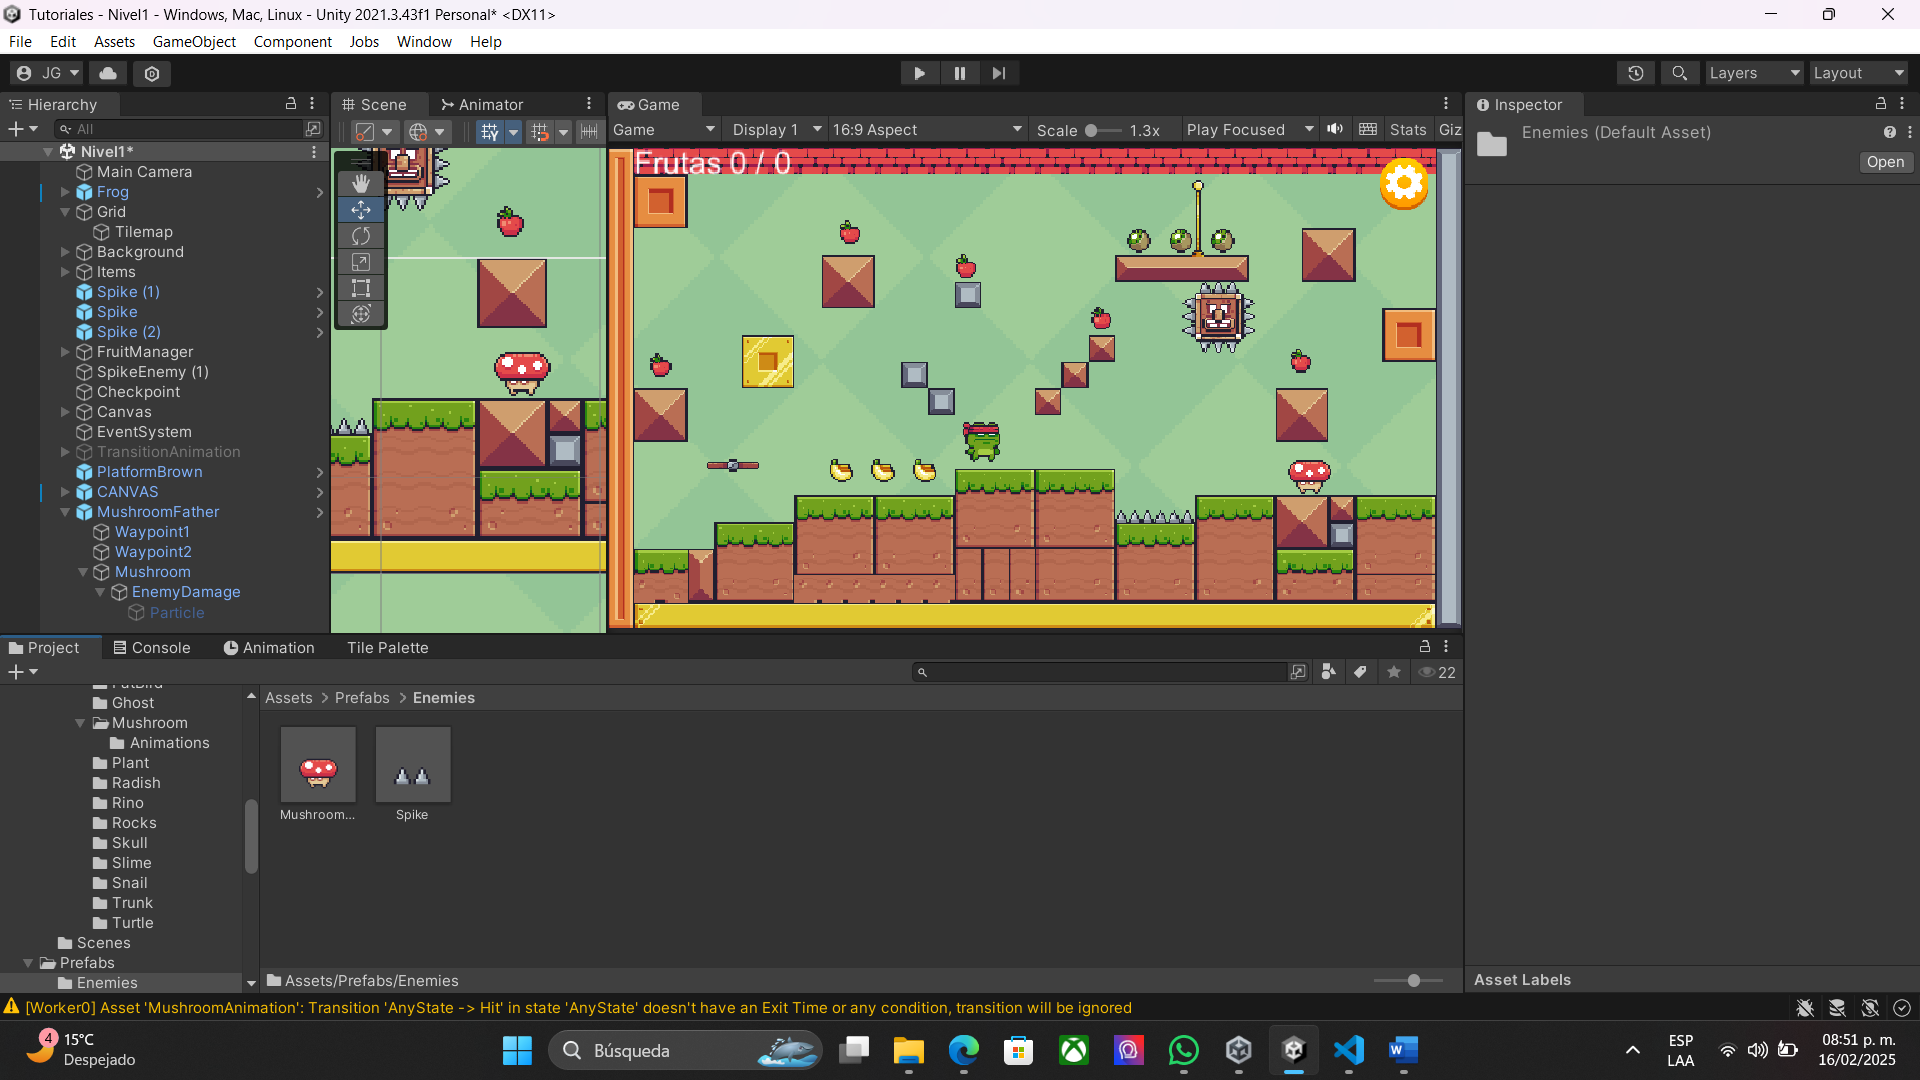 Tutoriales - Nivel1 - Windows, Mac, Linux - Unity 2021.3.43f1 Personal* <DX11>
File Edit Assets GameObject Component Jobs Window Help
JG
Layers
Layout
Hierarchy
All
Nivel1*
Main Camera
Frog
Grid
Tilemap
Background
Items
Spike (1)
Spike
Spike (2)
FruitManager
SpikeEnemy (1)
Checkpoint
Canvas
EventSystem
TransitionAnimation
PlatformBrown
CANVAS
MushroomFather
Waypoint1
Waypoint2
Mushroom
EnemyDamage
Particle
Scene
Animator
Game
Game Display 1 16:9 Aspect Scale 1.3x Play Focused Stats Giz
Frutas 0 / 0
Inspector
Enemies (Default Asset)
Open
Asset Labels
Project
Console
Animation
Tile Palette
22
FatBird
Ghost
Mushroom
Animations
Plant
Radish
Rino
Rocks
Skull
Slime
Snail
Trunk
Turtle
Scenes
Prefabs
Enemies
Assets > Prefabs > Enemies
Mushroom...
Spike
Assets/Prefabs/Enemies
[Worker0] Asset 'MushroomAnimation': Transition 'AnyState -> Hit' in state 'AnyState' doesn't have an Exit Time or any condition, transition will be ignored
4
15°C
Despejado
Búsqueda
ESP
LAA
08:51 p. m.
16/02/2025